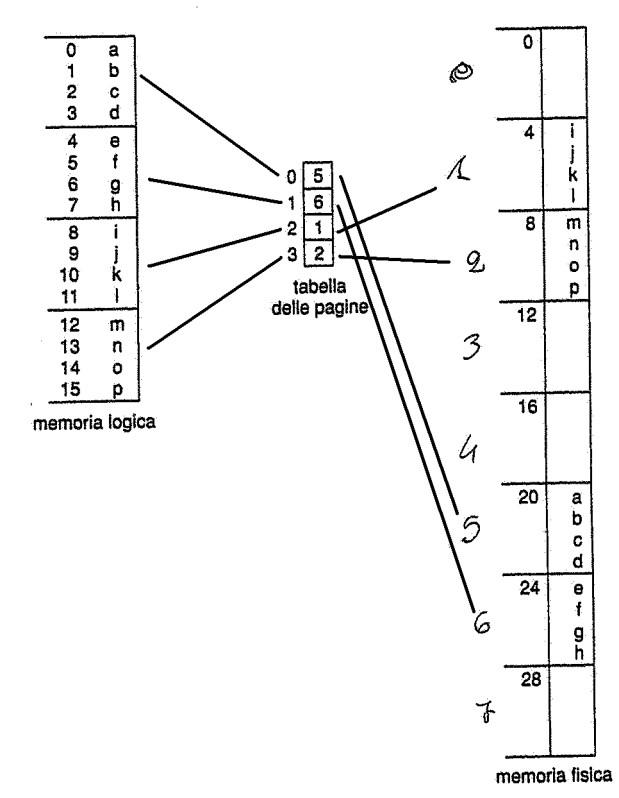 0 a
1 b
2 c
3 d
4 e
5 f
6 g
7 h
8 i
9 j
10 k
11 l
12 m
13 n
14 o
15 p
memoria logica
0 5
1 6
2 1
3 2
tabella
delle pagine
0
1
2
3
4
5
6
7
0
4 i
j
k
l
8 m
n
o
p
12
16
20 a
b
c
d
24 e
f
g
h
28
memoria fisica